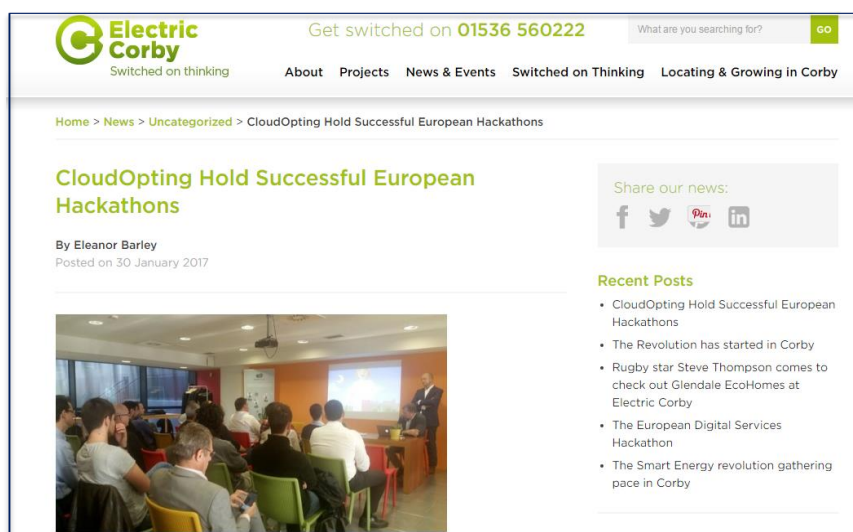 Electric
Corby
Switched on thinking
Get switched on 01536 560222
What are you searching for?
GO
About Projects News & Events Switched on Thinking Locating & Growing in Corby
Home > News > Uncategorized > CloudOpting Hold Successful European Hackathons
CloudOpting Hold Successful European
Hackathons
By Eleanor Barley
Posted on 30 January 2017
Share our news:
f
Pin
in
Recent Posts
• CloudOpting Hold Successful European
Hackathons
• The Revolution has started in Corby
• Rugby star Steve Thompson comes to
check out Glendale EcoHomes at
Electric Corby
• The European Digital Services
Hackathon
• The Smart Energy revolution gathering
pace in Corby